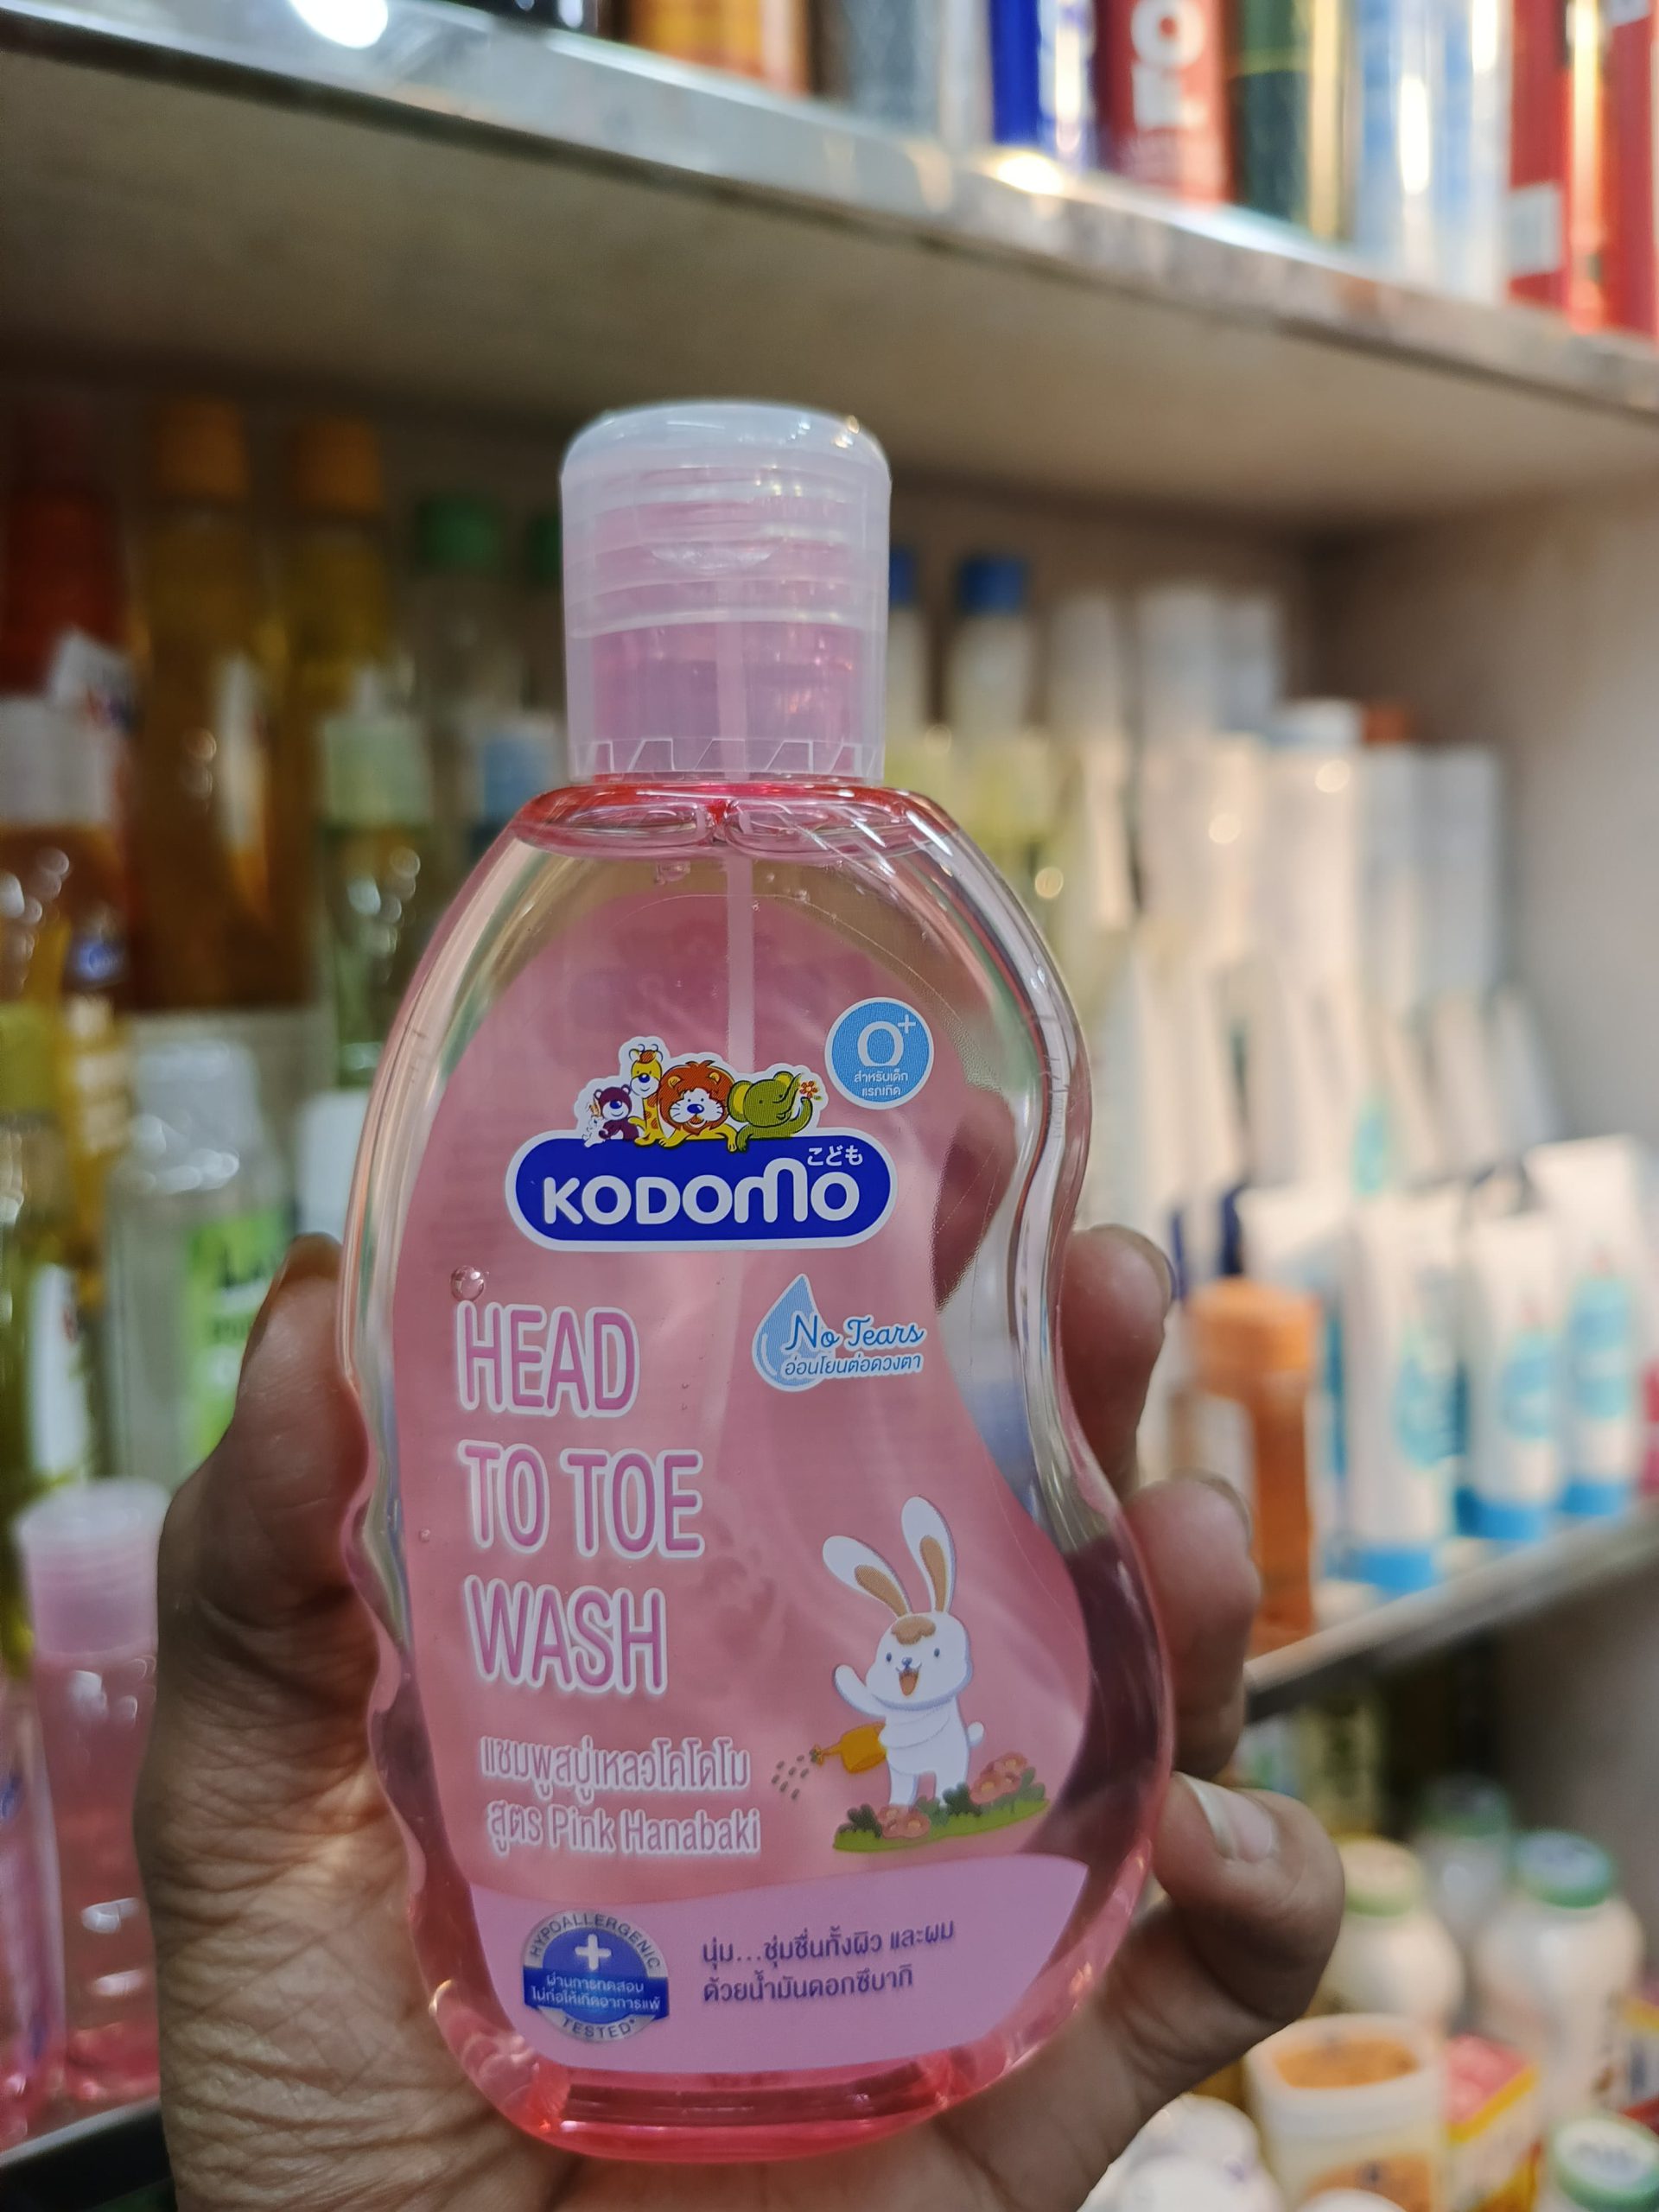 0+
สำหรับเด็ก
แรกเกิด
こども
KODOMO
HEAD
TO TOE
WASH
No Tears
อ่อนโยนต่อดวงตา
แชมพูสบู่เหลวโคโดโม
สูตร Pink Hanabaki
HYPOALLERGENIC
ผ่านการทดสอบ
ไม่ก่อให้เกิดอาการแพ้
TESTED*
นุ่ม...ชุ่มชื่นทั้งผิว และผม
ด้วยน้ำมันดอกซึบากิ